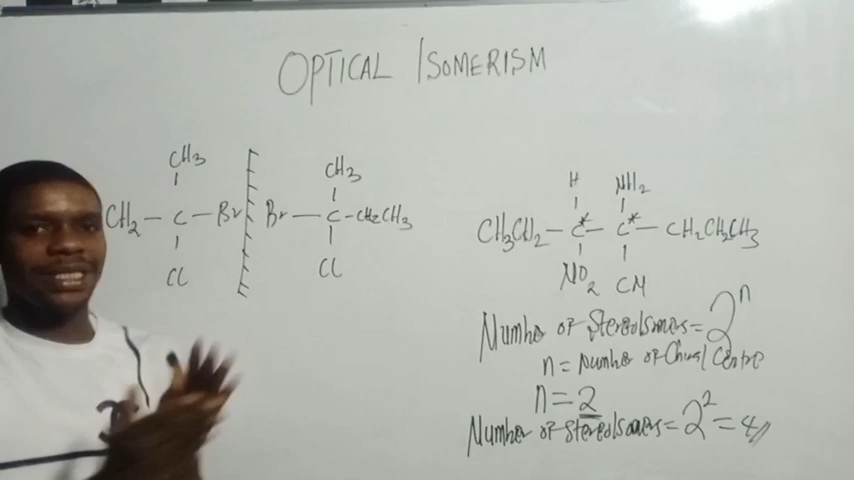 OPTICAL ISOMERISM
CH3
CH2 — C — Br Br — C — CH2CH3
Cl
CH3
Cl
H NH2
CH3CH2 — C* — C* — CH2CH2CH3
NO2 CN
Number of Stereoisomers = 2^n
n = Number of Chiral Centre
n = 2
Number of Stereoisomers = 2^2 = 4//